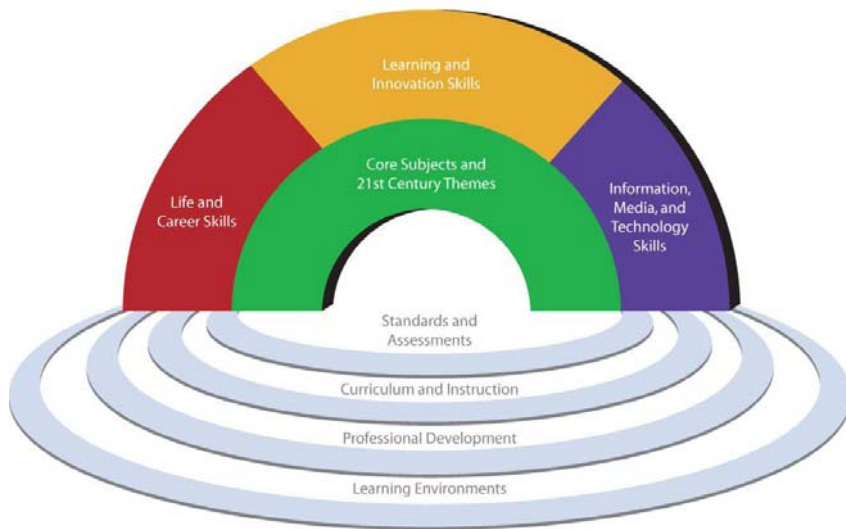 Learning and
Innovation Skills
Core Subjects and
21st Century Themes
Life and
Career Skills
Information,
Media, and
Technology
Skills
Standards and
Assessments
Curriculum and Instruction
Professional Development
Learning Environments